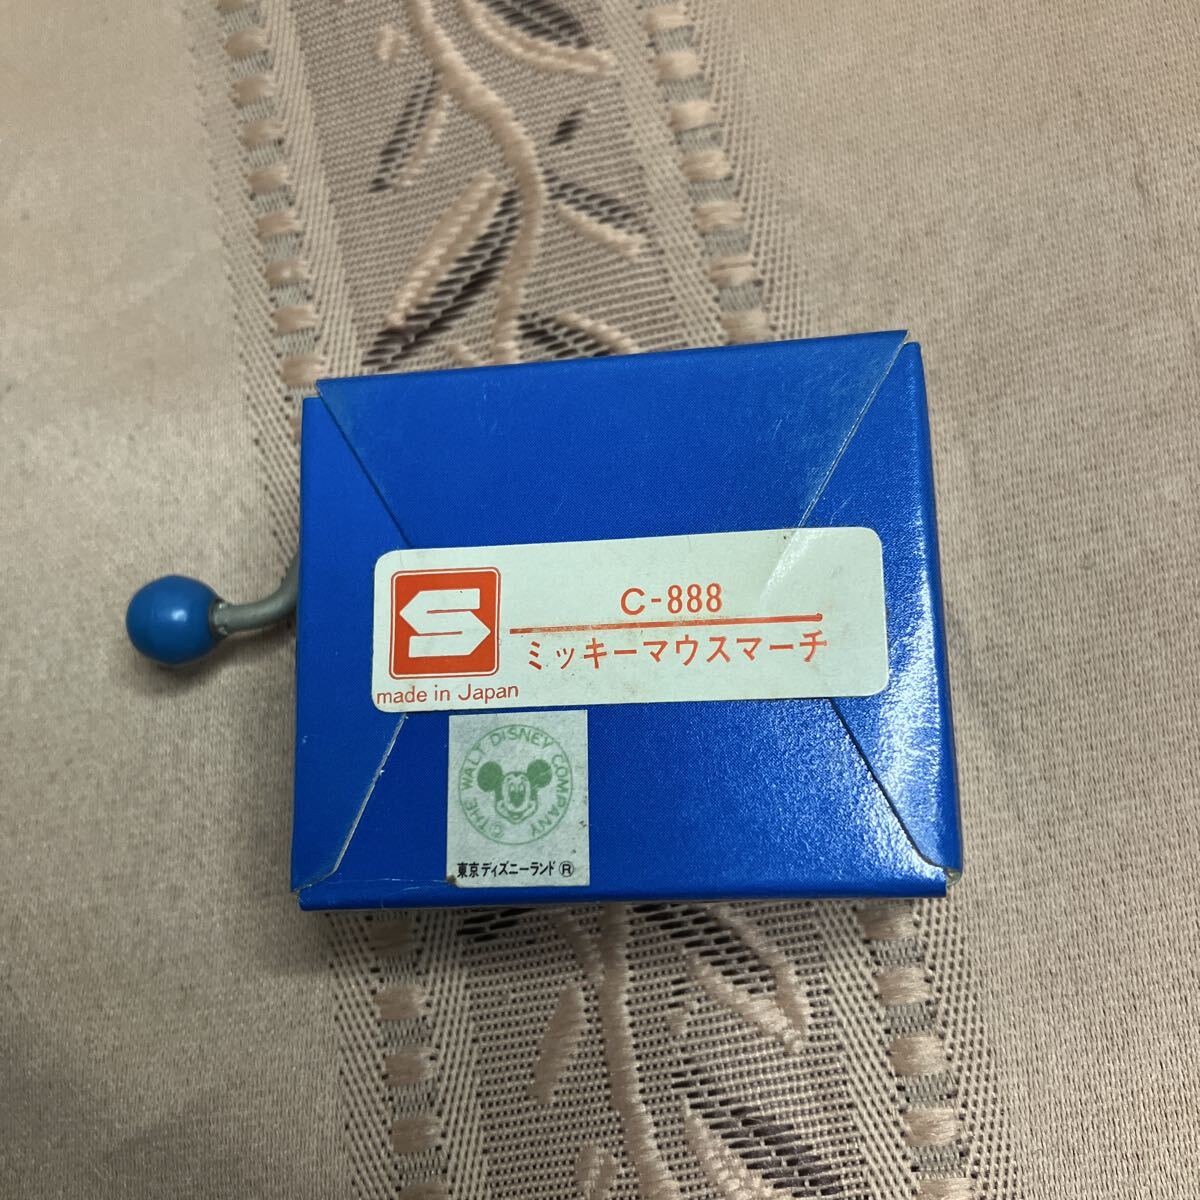 C-888
ミッキーマウスマーチ
made in Japan
© THE WALT DISNEY COMPANY
東京ディズニーランド®